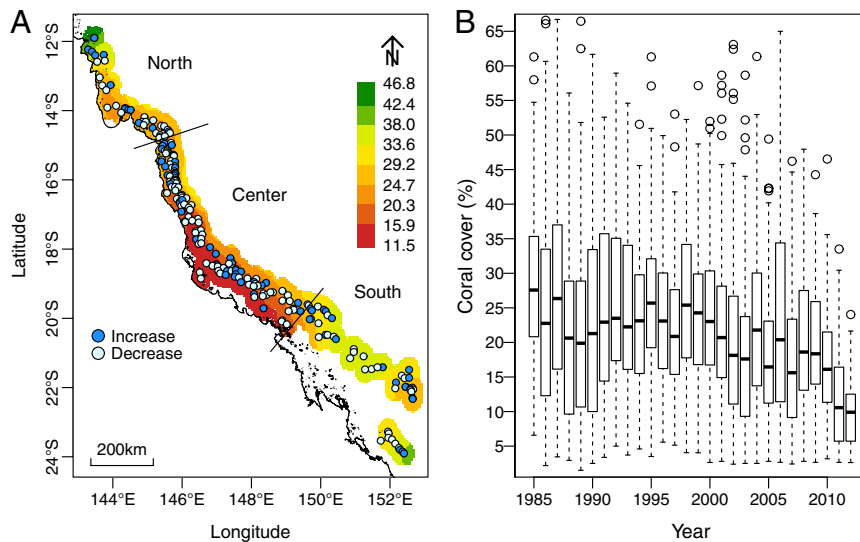 A
12°S
14°S
16°S
18°S
20°S
22°S
24°S
Latitude
North
Center
South
N
46.8
42.4
38.0
33.6
29.2
24.7
20.3
15.9
11.5
Increase
Decrease
200km
144°E
146°E
148°E
150°E
152°E
Longitude
B
65
60
55
50
45
40
35
30
25
20
15
10
5
Coral cover (%)
1985
1990
1995
2000
2005
2010
Year